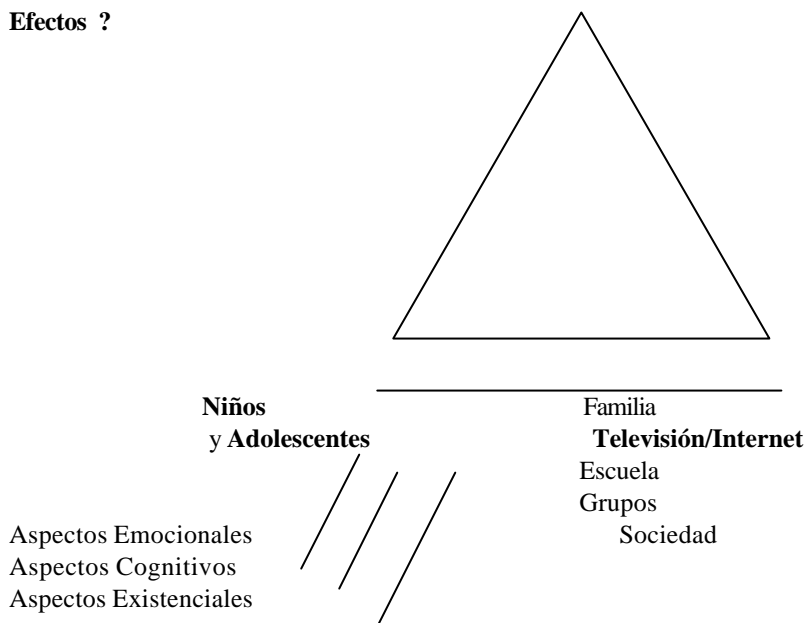 Efectos ?
Niños
y Adolescentes
Familia
Televisión/Internet
Escuela
Grupos
Sociedad
Aspectos Emocionales
Aspectos Cognitivos
Aspectos Existenciales